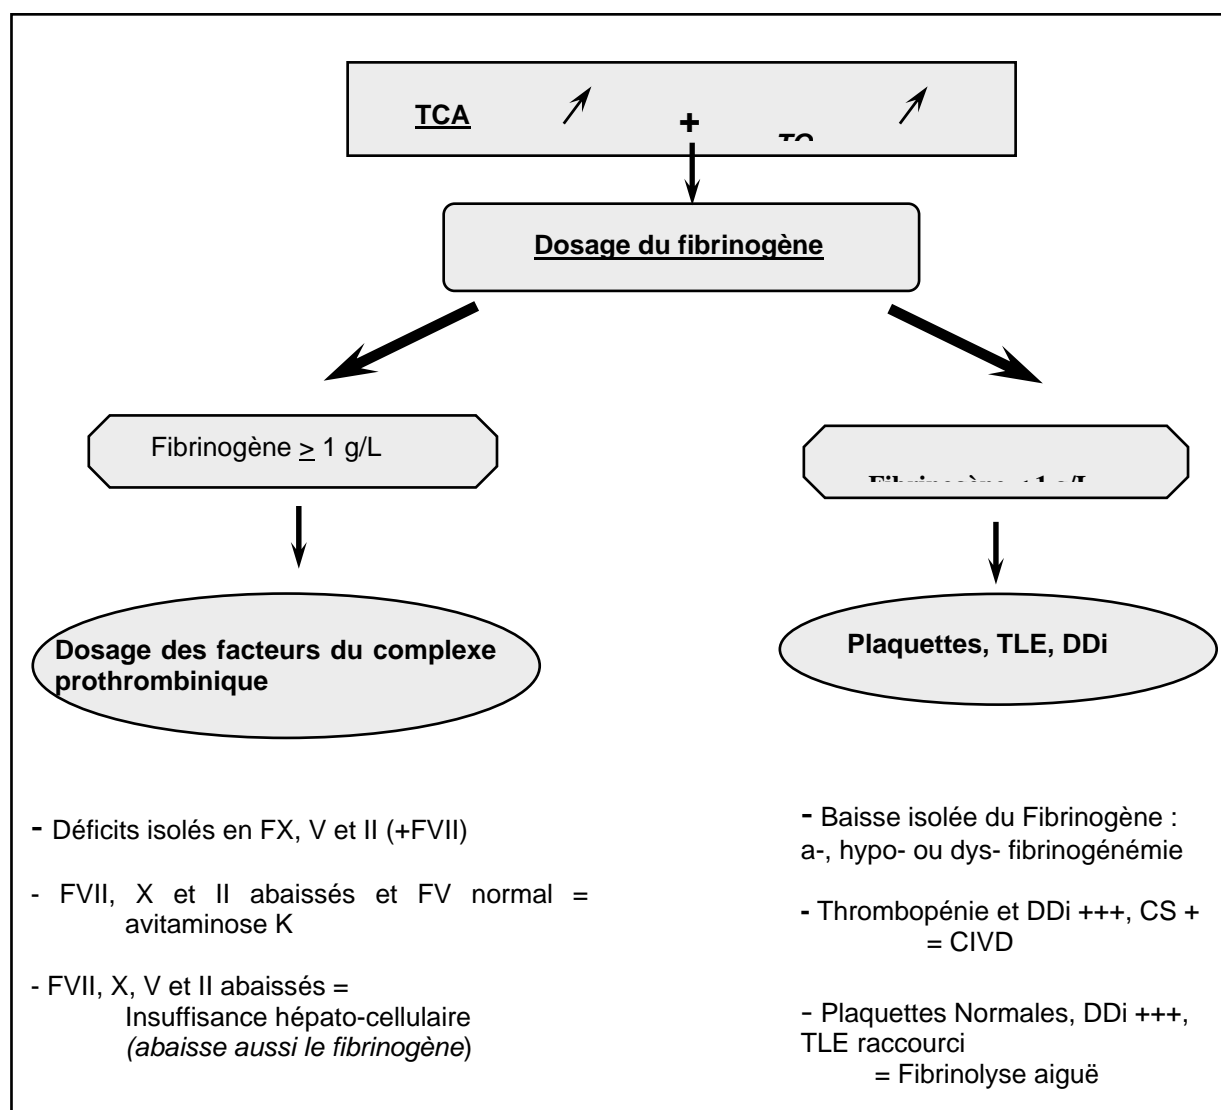 TCA + 
Dosage du fibrinogène
Fibrinogène ≥ 1 g/L
Dosage des facteurs du complexe
prothrombinique
- Déficits isolés en FX, V et II (+FVII)
- FVII, X et II abaissés et FV normal =
avitaminose K
- FVII, X, V et II abaissés =
Insuffisance hépato-cellulaire
(abaisse aussi le fibrinogène)
Fibrinogène < 1 g/L
Plaquettes, TLE, DDi
- Baisse isolée du Fibrinogène :
a-, hypo- ou dys- fibrinogénémie
- Thrombopénie et DDi +++, CS +
= CIVD
- Plaquettes Normales, DDi +++,
TLE raccourci
= Fibrinolyse aiguë